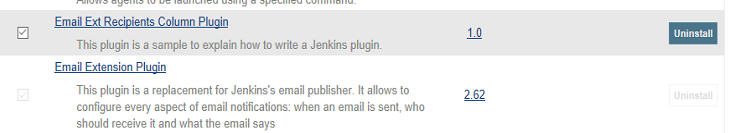 Allows agents to be launched using a specified command.
Email Ext Recipients Column Plugin
1.0
Uninstall
This plugin is a sample to explain how to write a Jenkins plugin.
Email Extension Plugin
This plugin is a replacement for Jenkins's email publisher. It allows to
configure every aspect of email notifications: when an email is sent, who
should receive it and what the email says
2.62
Uninstall